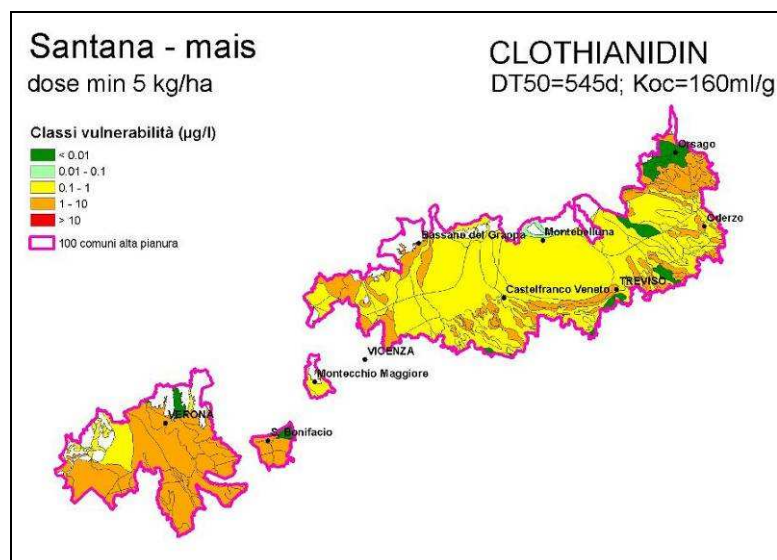 Santana - mais
dose min 5 kg/ha
CLOTHIANIDIN
DT50=545d; Koc=160ml/g
Classi vulnerabilità (µg/l)
< 0.01
0.01 - 0.1
0.1 - 1
1 - 10
> 10
100 comuni alta pianura
Orsago
Oderzo
Bassano del Grappa
Montebelluna
TREVISO
Castelfranco Veneto
VICENZA
Montecchio Maggiore
VERONA
S. Bonifacio